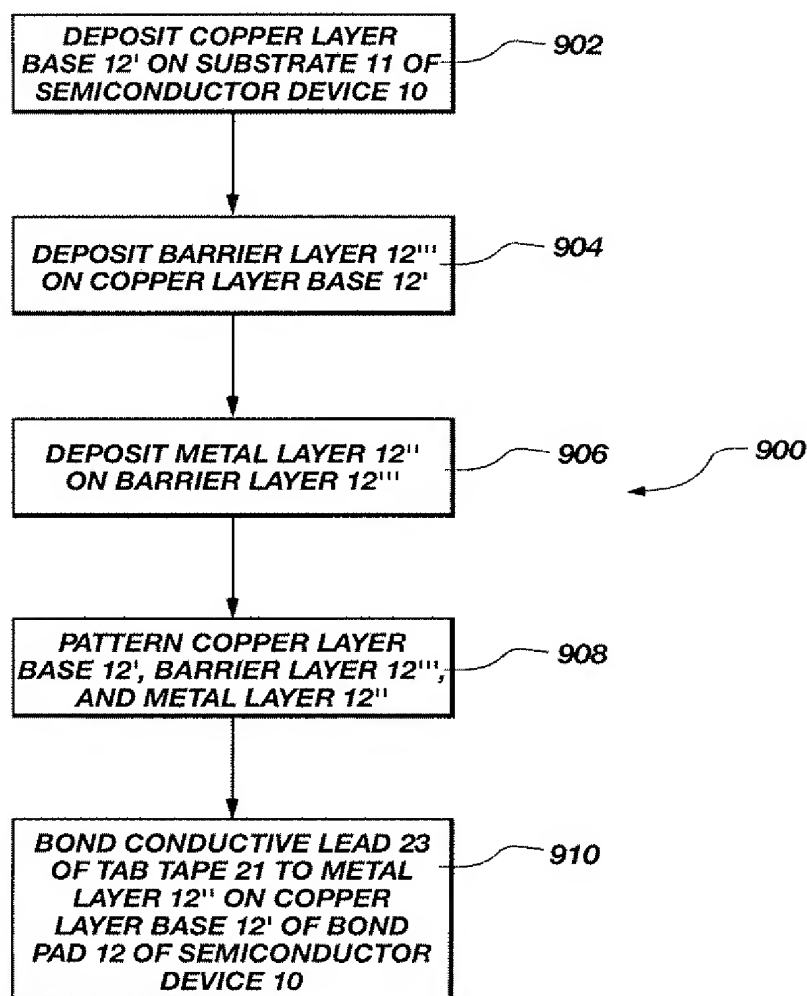 DEPOSIT COPPER LAYER
BASE 12' ON SUBSTRATE 11 OF
SEMICONDUCTOR DEVICE 10
902
DEPOSIT BARRIER LAYER 12'''
ON COPPER LAYER BASE 12'
904
DEPOSIT METAL LAYER 12''
ON BARRIER LAYER 12'''
906
900
PATTERN COPPER LAYER
BASE 12', BARRIER LAYER 12''',
AND METAL LAYER 12''
908
BOND CONDUCTIVE LEAD 23
OF TAB TAPE 21 TO METAL
LAYER 12'' ON COPPER
LAYER BASE 12' OF BOND
PAD 12 OF SEMICONDUCTOR
DEVICE 10
910